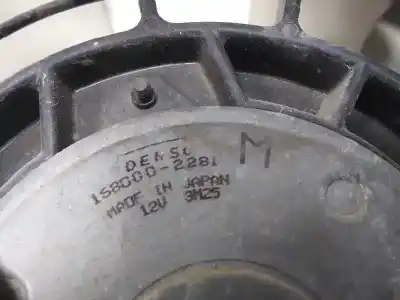 DENSO
168000-2281
MADE IN JAPAN
12V 3M25
M